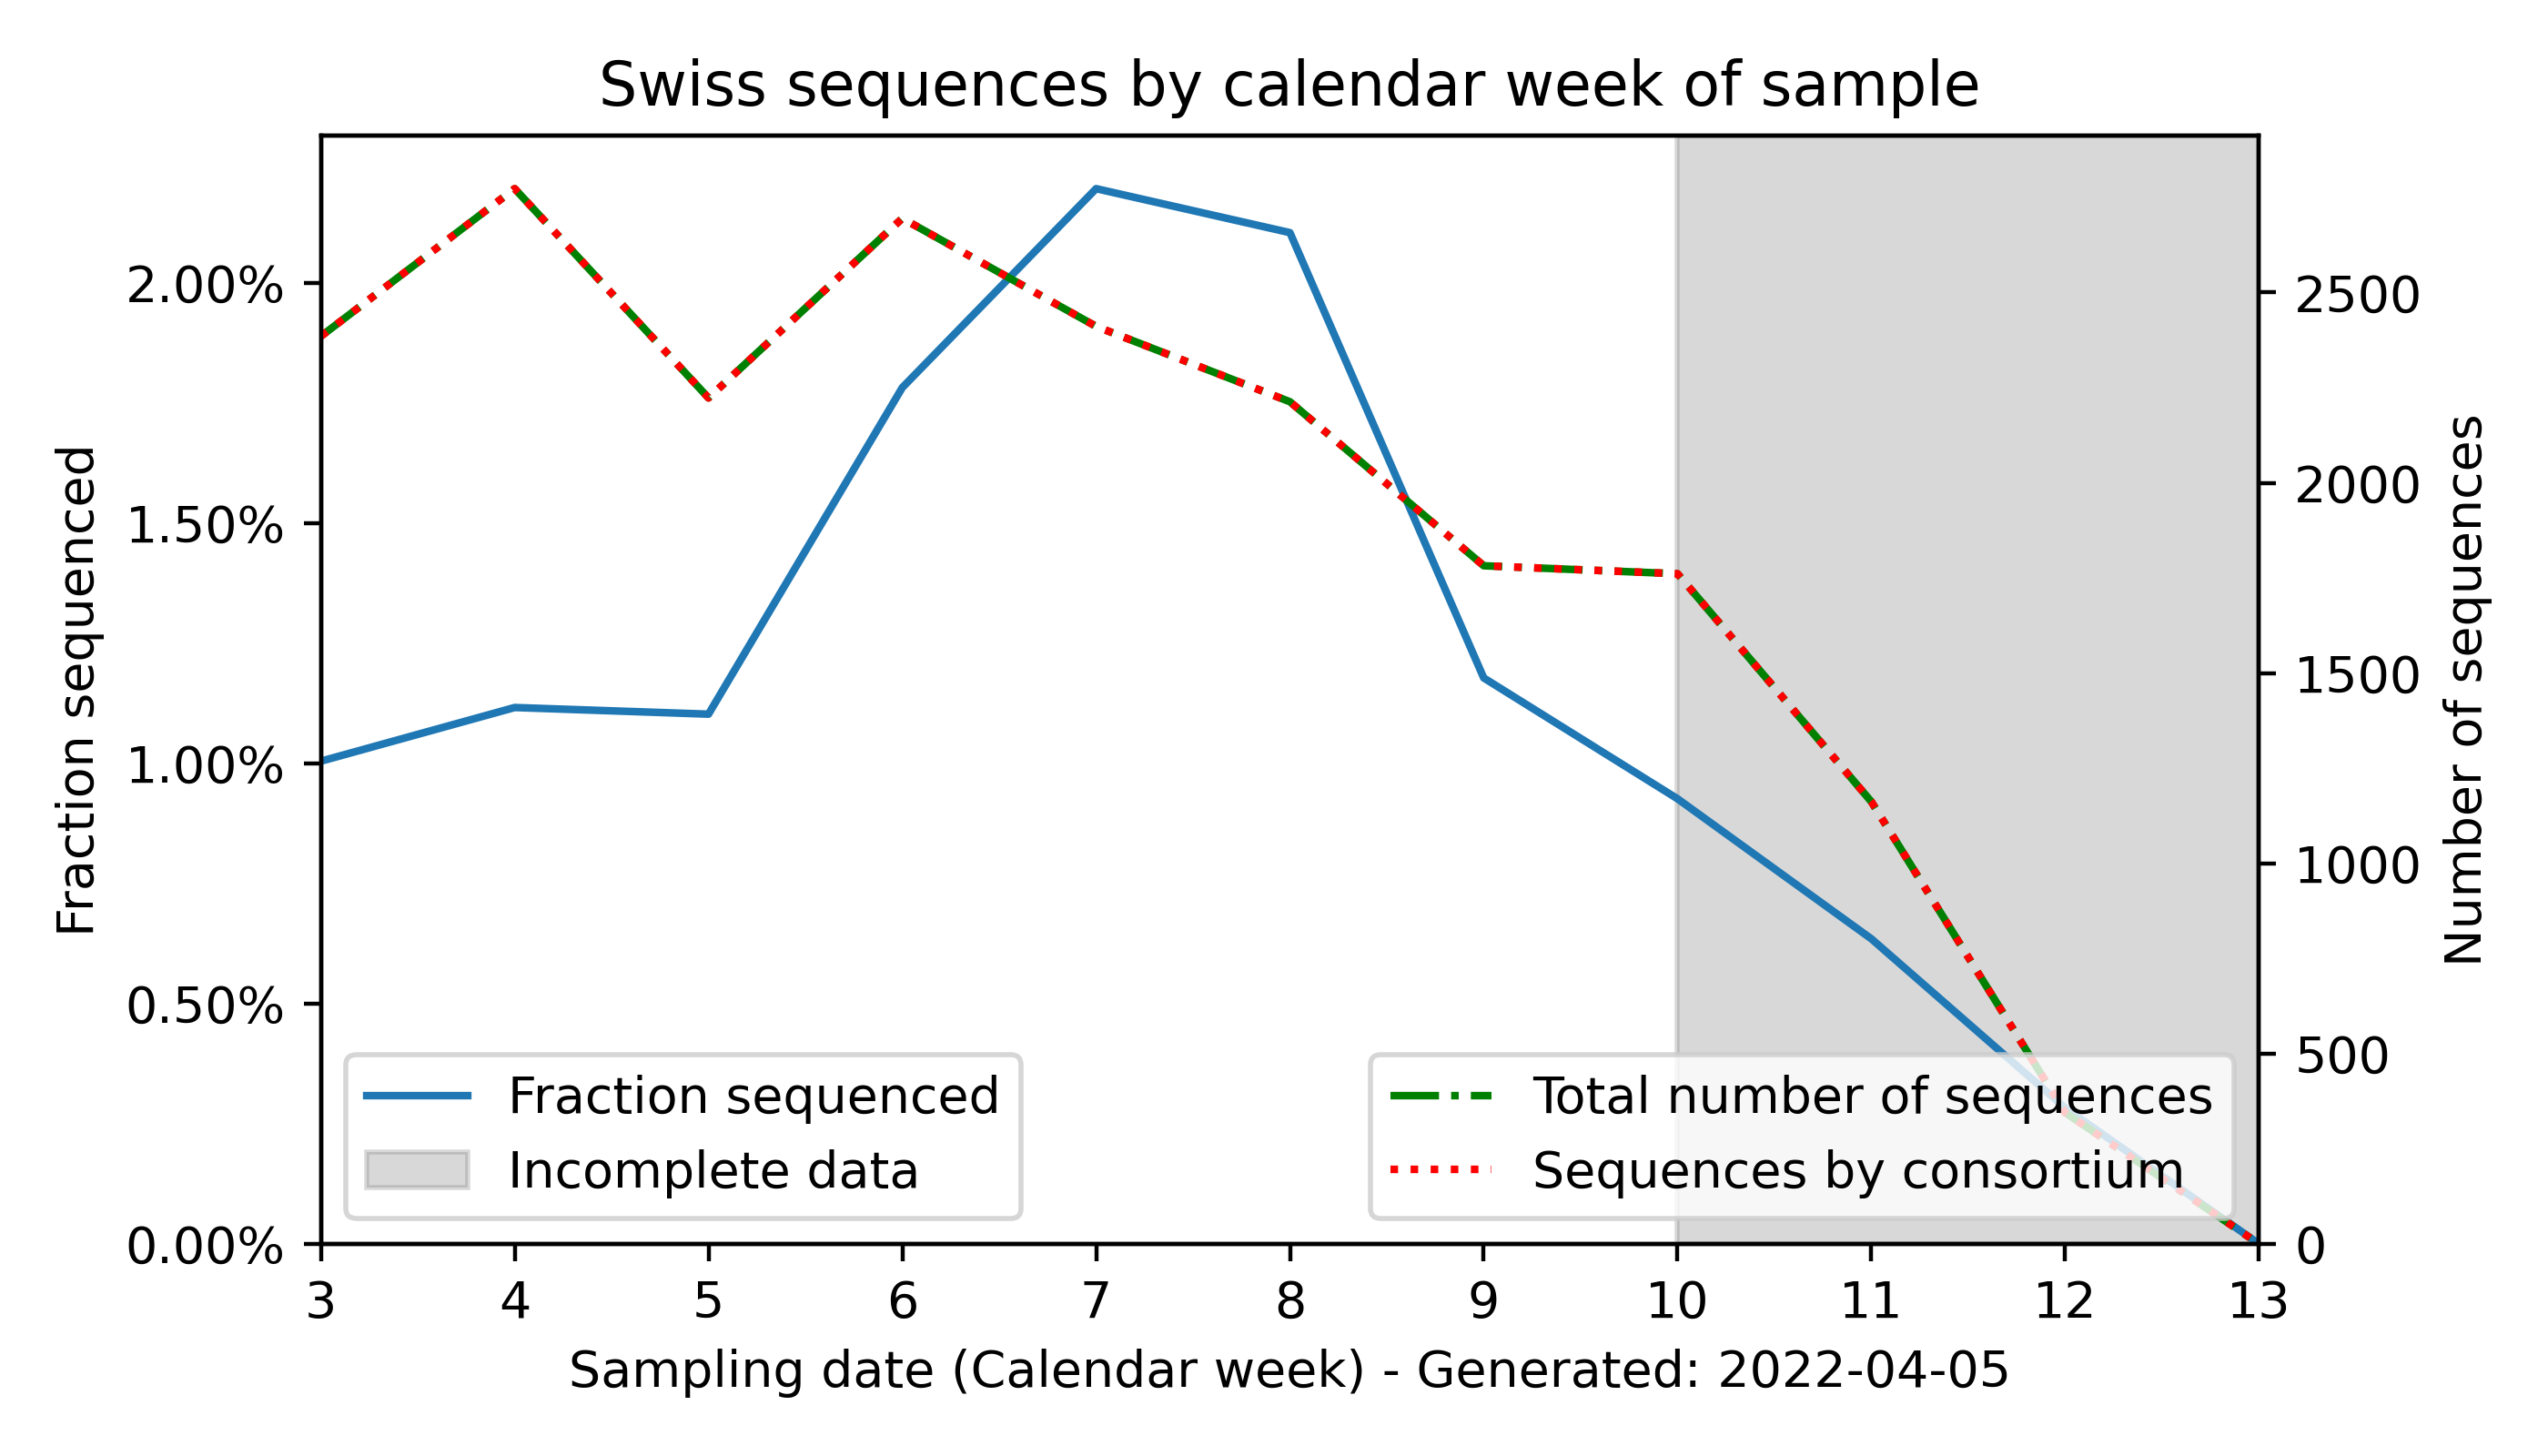 Swiss sequences by calendar week of sample
Fraction sequenced
2.00%
1.50%
1.00%
0.50%
0.00%
2500
2000
1500
1000
500
0
Number of sequences
Fraction sequenced
Incomplete data
Total number of sequences
Sequences by consortium
3 4 5 6 7 8 9 10 11 12 13
Sampling date (Calendar week) - Generated: 2022-04-05